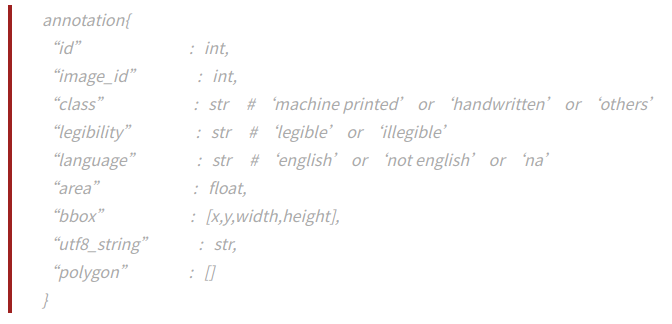 annotation{
“id” : int,
“image_id” : int,
“class” : str # ‘machine printed’ or ‘handwritten’ or ‘others’
“legibility” : str # ‘legible’ or ‘illegible’
“language” : str # ‘english’ or ‘not english’ or ‘na’
“area” : float,
“bbox” : [x,y,width,height],
“utf8_string” : str,
“polygon” : []
}